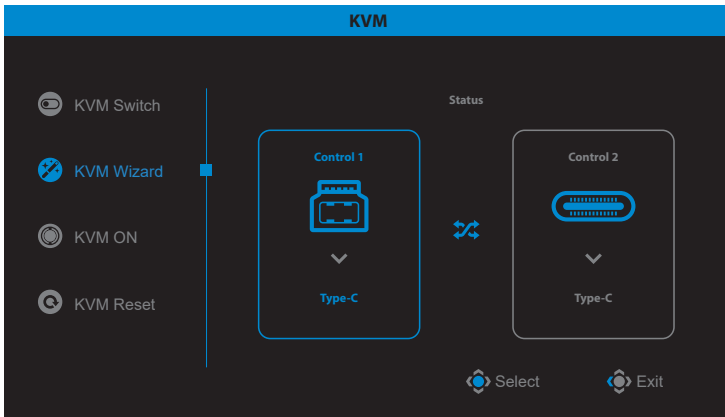 KVM
KVM Switch
KVM Wizard
KVM ON
KVM Reset
Status
Control 1
Type-C
Control 2
Type-C
Select
Exit